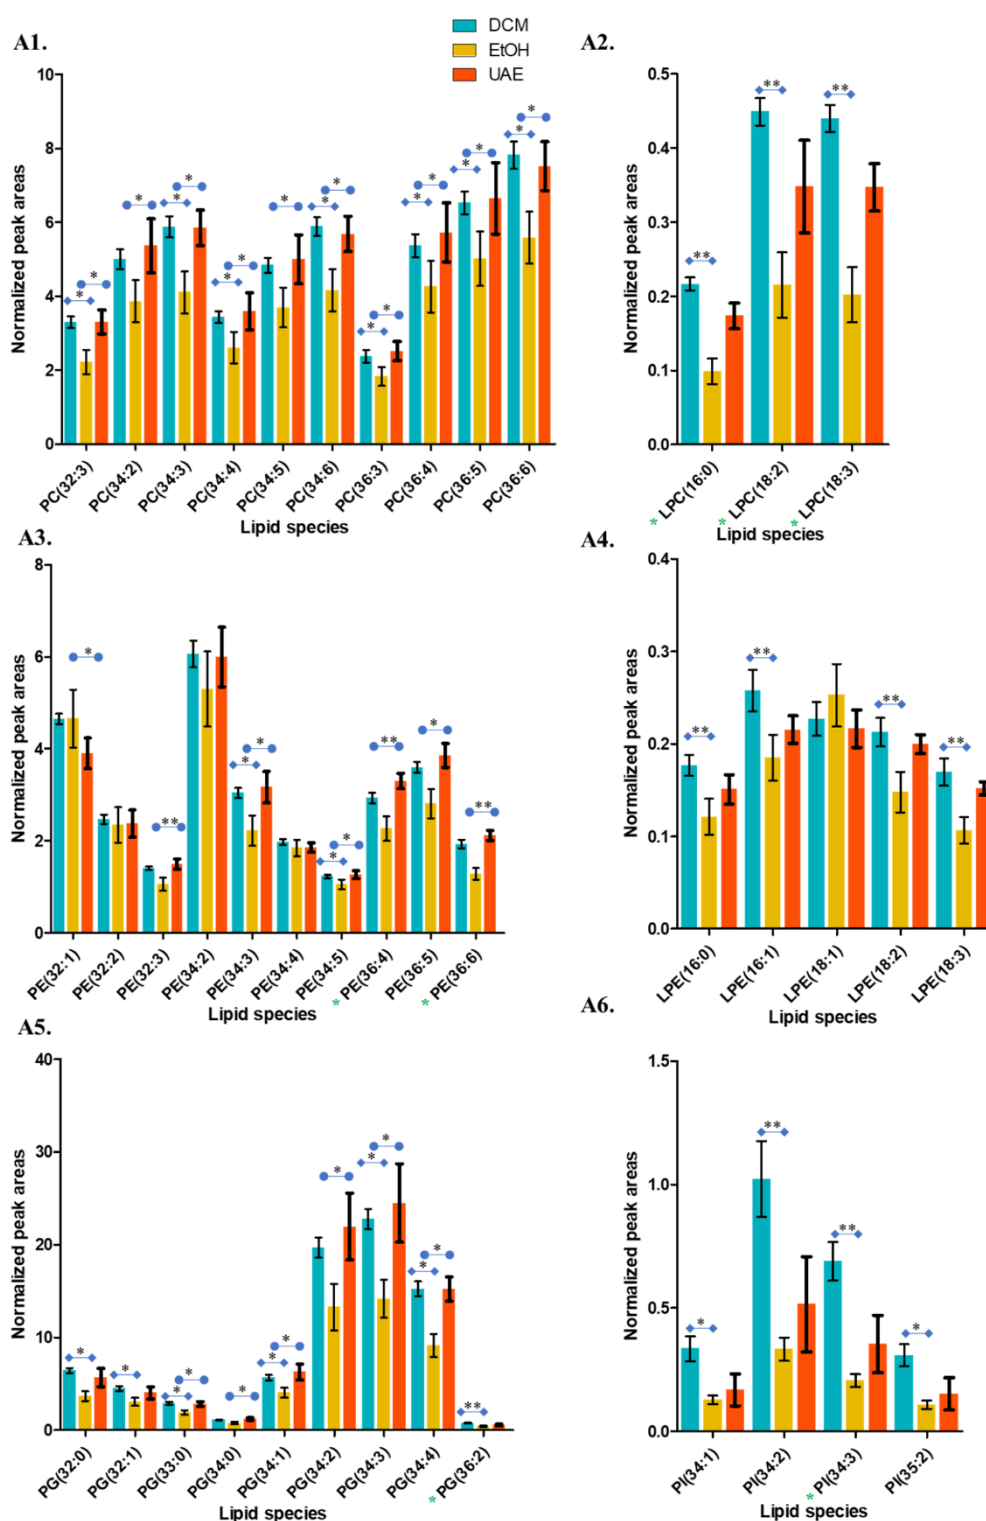 DCM
EtOH
UAE
A1.
Normalized peak areas
10
8
6
4
2
0
* * * * * * * * * * * * * * * * * *
PC(32:3) PC(34:2) PC(34:3) PC(34:4) PC(34:5) PC(34:6) PC(36:3) PC(36:4) PC(36:5) PC(36:6)
Lipid species
A2.
Normalized peak areas
0.5
0.4
0.3
0.2
0.1
0.0
** ** **
* LPC(16:0) * LPC(18:2) * LPC(18:3)
Lipid species
A3.
Normalized peak areas
8
6
4
2
0
* ** * * * * ** * **
PE(32:1) PE(32:2) PE(32:3) PE(34:2) PE(34:3) PE(34:4) PE(34:5) * PE(36:4) PE(36:5) * PE(36:6)
Lipid species
A4.
Normalized peak areas
0.4
0.3
0.2
0.1
0.0
** ** ** **
LPE(16:0) LPE(16:1) LPE(18:1) LPE(18:2) LPE(18:3)
Lipid species
A5.
Normalized peak areas
40
30
20
10
0
* * * * * * * * * * * * **
PG(32:0) PG(32:1) PG(33:0) PG(34:0) PG(34:1) PG(34:2) PG(34:3) PG(34:4) * PG(36:2)
Lipid species
A6.
Normalized peak areas
1.5
1.0
0.5
0.0
* ** ** *
PI(34:1) PI(34:2) * PI(34:3) PI(35:2)
Lipid species